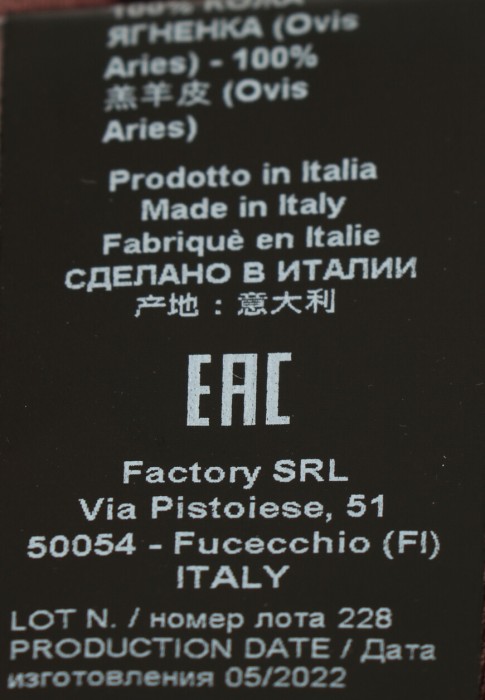 100% КОЖА
ЯГНЕНКА (Ovis
Aries) - 100%
羔羊皮 (Ovis
Aries)
Prodotto in Italia
Made in Italy
Fabriquè en Italie
СДЕЛАНО В ИТАЛИИ
产地：意大利
EAC
Factory SRL
Via Pistoiese, 51
50054 - Fucecchio (FI)
ITALY
LOT N. / номер лота 228
PRODUCTION DATE / Дата
изготовления 05/2022